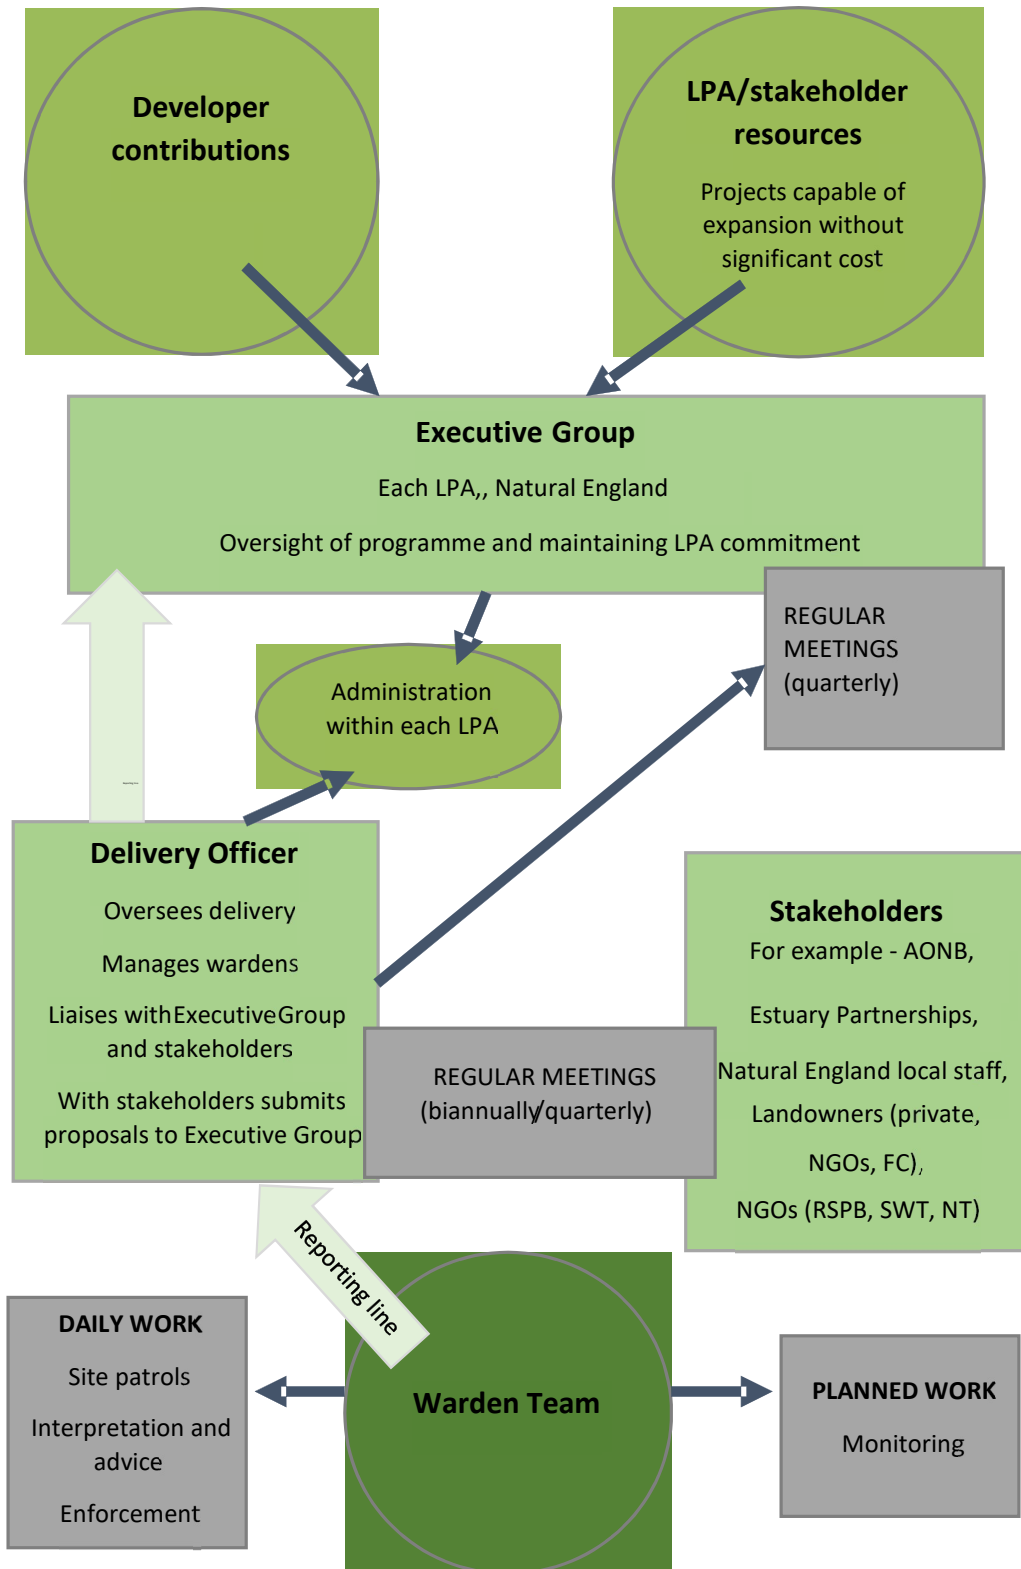 Developer
contributions
LPA/stakeholder
resources
Projects capable of
expansion without
significant cost
Executive Group
Each LPA,, Natural England
Oversight of programme and maintaining LPA commitment
REGULAR
MEETINGS
(quarterly)
Administration
within each LPA
Delivery Officer
Oversees delivery
Manages wardens
Liaises with Executive Group
and stakeholders
With stakeholders submits
proposals to Executive Group
REGULAR MEETINGS
(biannually/quarterly)
Stakeholders
For example - AONB,
Estuary Partnerships,
Natural England local staff,
Landowners (private,
NGOs, FC),
NGOs (RSPB, SWT, NT)
Reporting line
Warden Team
DAILY WORK
Site patrols
Interpretation and
advice
Enforcement
PLANNED WORK
Monitoring